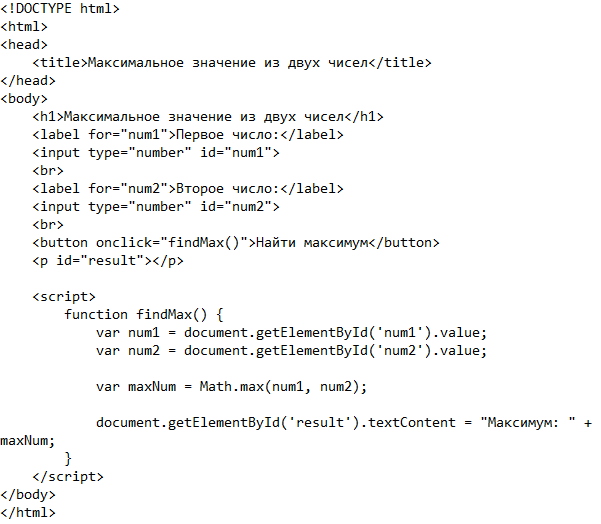 <!DOCTYPE html>
<html>
<head>
    <title>Максимальное значение из двух чисел</title>
</head>
<body>
    <h1>Максимальное значение из двух чисел</h1>
    <label for="num1">Первое число:</label>
    <input type="number" id="num1">
    <br>
    <label for="num2">Второе число:</label>
    <input type="number" id="num2">
    <br>
    <button onclick="findMax()">Найти максимум</button>
    <p id="result"></p>

    <script>
        function findMax() {
            var num1 = document.getElementById('num1').value;
            var num2 = document.getElementById('num2').value;

            var maxNum = Math.max(num1, num2);

            document.getElementById('result').textContent = "Максимум: " +
maxNum;
        }
    </script>
</body>
</html>